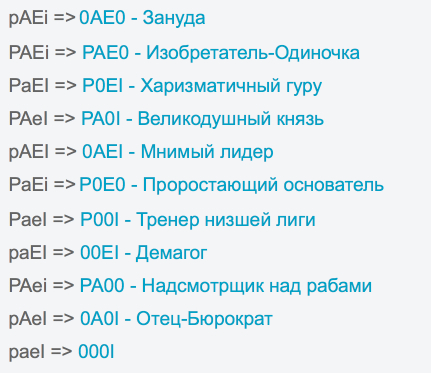 pAEi => 0AE0 - Зануда
PAEi => PAE0 - Изобретатель-Одиночка
PaEI => P0EI - Харизматичный гуру
PAeI => PA0I - Великодушный князь
pAEI => 0AEI - Мнимый лидер
PaEi => P0E0 - Проростающий основатель
PaeI => P00I - Тренер низшей лиги
paEI => 00EI - Демагог
PAei => PA00 - Надсмотрщик над рабами
pAeI => 0A0I - Отец-Бюрократ
paeI => 000I